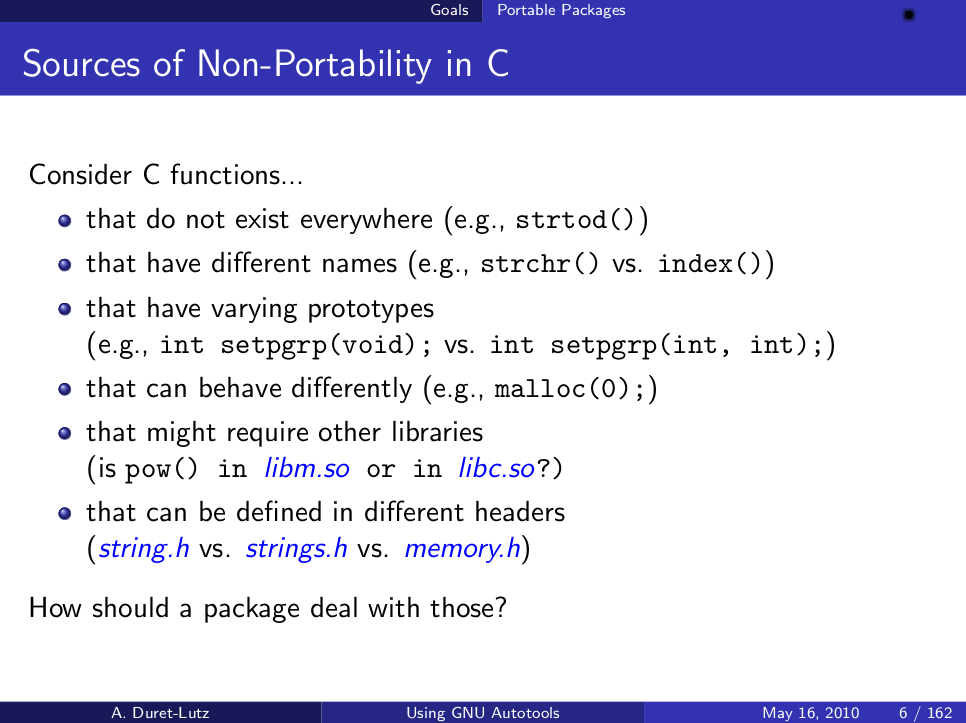 Goals Portable Packages
Sources of Non-Portability in C
Consider C functions...
that do not exist everywhere (e.g., strtod())
that have different names (e.g., strchr() vs. index())
that have varying prototypes
(e.g., int setpgrp(void); vs. int setpgrp(int, int);)
that can behave differently (e.g., malloc(0);)
that might require other libraries
(is pow() in libm.so or in libc.so?)
that can be defined in different headers
(string.h vs. strings.h vs. memory.h)
How should a package deal with those?
A. Duret-Lutz Using GNU Autotools May 16, 2010 6 / 162